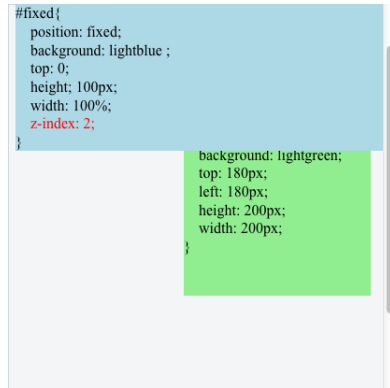 #fixed{
position: fixed;
background: lightblue ;
top: 0;
height; 100px;
width: 100%;
z-index: 2;
}
background: lightgreen;
top: 180px;
left: 180px;
height: 200px;
width: 200px;
}